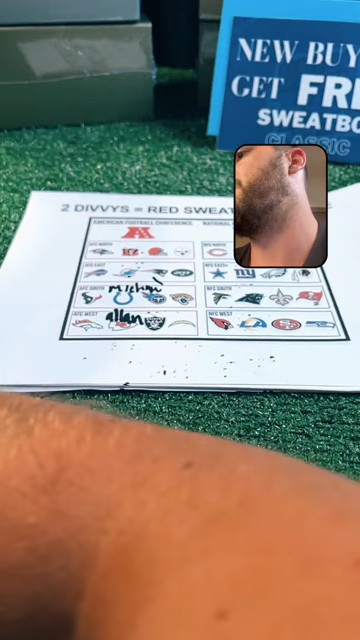 NEW BUY
GET FRE
SWEATBO
CLASSIC
2 DIVVYS = RED SWEAT
AMERICAN FOOTBALL CONFERENCE
NATIONAL
AFC NORTH
NFC NORTH
AFC EAST
NFC EAST
AFC SOUTH
NFC SOUTH
AFC WEST
allan
NFC WEST